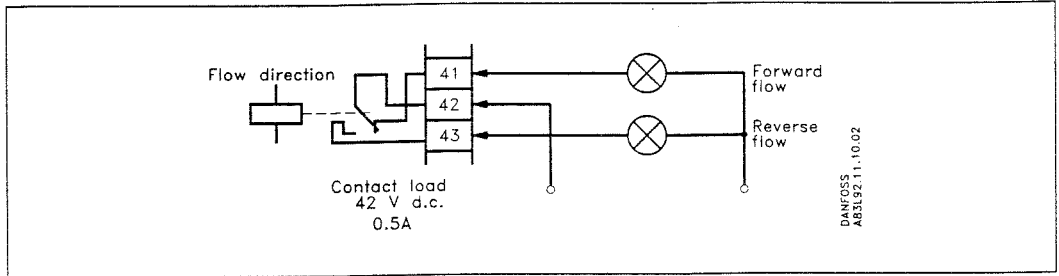 Flow direction
41
42
43
Forward
flow
Reverse
flow
Contact load
42 V d.c.
0.5A
DANFOSS
A83L92.11.10.02